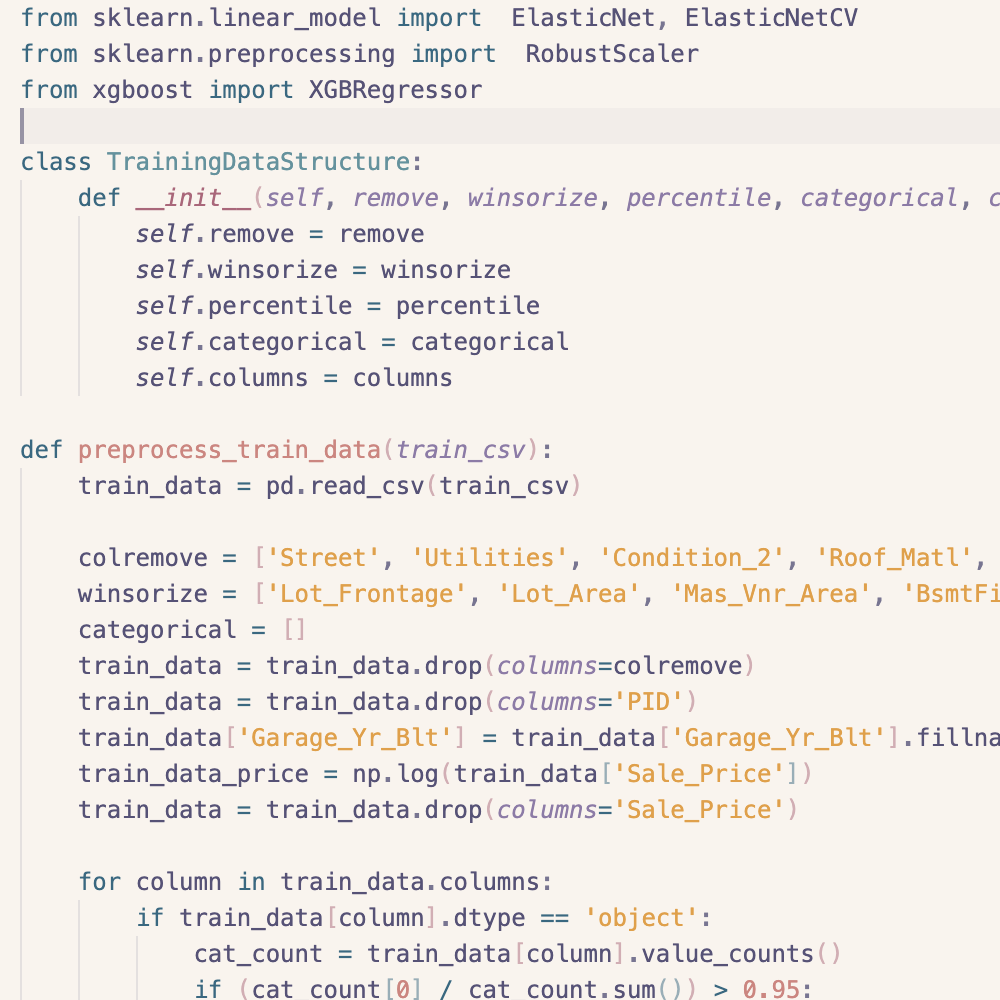 from sklearn.linear_model import  ElasticNet, ElasticNetCV
from sklearn.preprocessing import  RobustScaler
from xgboost import XGBRegressor
class TrainingDataStructure:
    def __init__(self, remove, winsorize, percentile, categorical, c
        self.remove = remove
        self.winsorize = winsorize
        self.percentile = percentile
        self.categorical = categorical
        self.columns = columns
def preprocess_train_data(train_csv):
    train_data = pd.read_csv(train_csv)
    colremove = ['Street', 'Utilities', 'Condition_2', 'Roof_Matl',
    winsorize = ['Lot_Frontage', 'Lot_Area', 'Mas_Vnr_Area', 'BsmtFi
    categorical = []
    train_data = train_data.drop(columns=colremove)
    train_data = train_data.drop(columns='PID')
    train_data['Garage_Yr_Blt'] = train_data['Garage_Yr_Blt'].fillna
    train_data_price = np.log(train_data['Sale_Price'])
    train_data = train_data.drop(columns='Sale_Price')
    for column in train_data.columns:
        if train_data[column].dtype == 'object':
            cat_count = train_data[column].value_counts()
            if (cat_count[0] / cat_count.sum()) > 0.95: